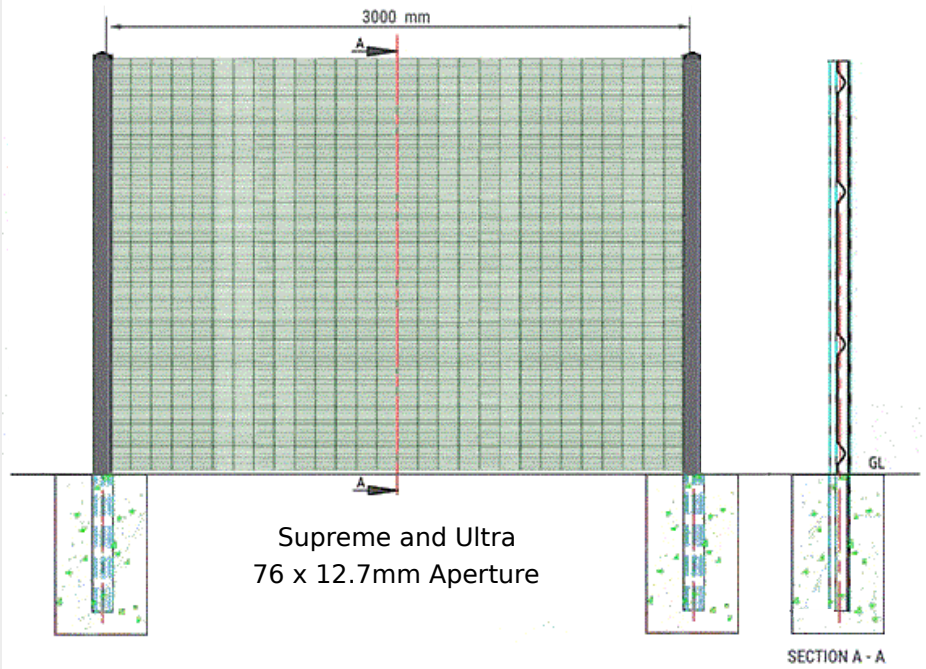 3000 mm
A
GL
A
Supreme and Ultra
76 x 12.7mm Aperture
SECTION A - A